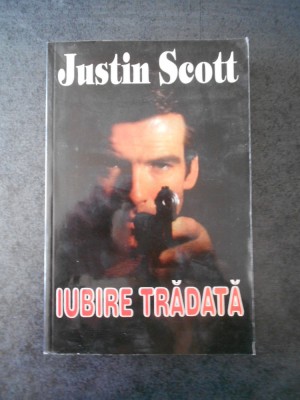 Justin Scott
IUBIRE TRĂDATĂ